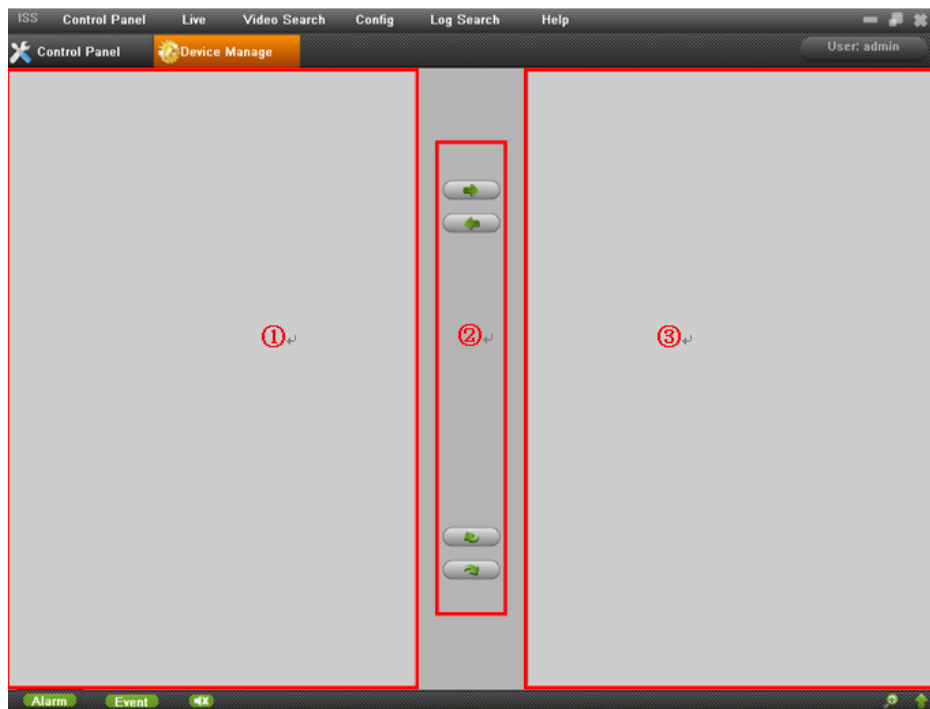 ISS Control Panel Live Video Search Config Log Search Help
Control Panel Device Manage User: admin
① ② ③
Alarm Event